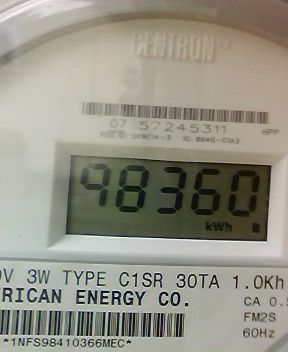 CENTRON®
07 57245311
98360
kWh
0V 3W TYPE C1SR 30TA 1.0Kh
ERICAN ENERGY CO.
CA 0.5
FM2S
60Hz
*1NFS98410366MEC*